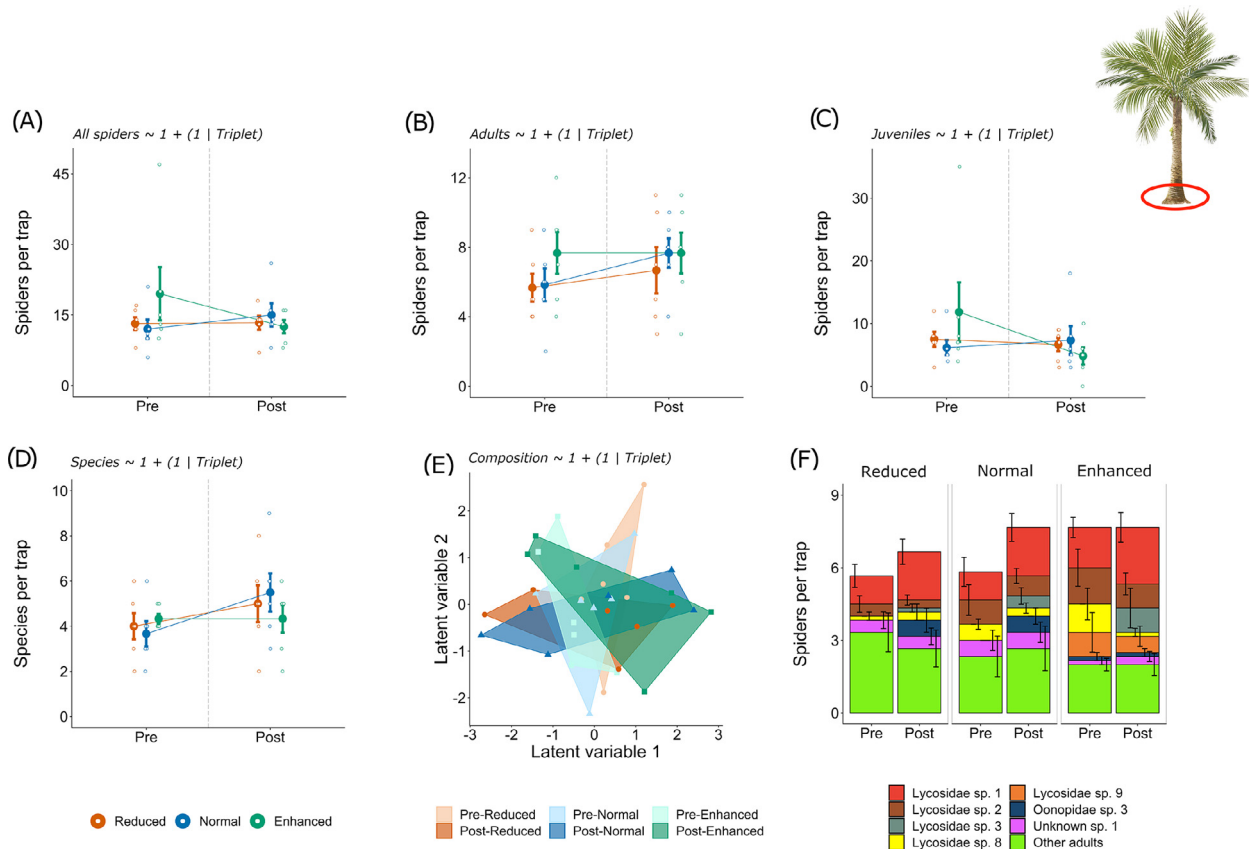 (A)
All spiders ~ 1 + (1 | Triplet)
Spiders per trap
45
30
15
0
Pre
Post
(B)
Adults ~ 1 + (1 | Triplet)
Spiders per trap
12
8
4
0
Pre
Post
(C)
Juveniles ~ 1 + (1 | Triplet)
Spiders per trap
30
20
10
0
Pre
Post
(D)
Species ~ 1 + (1 | Triplet)
Species per trap
10
8
6
4
2
0
Pre
Post
Reduced
Normal
Enhanced
(E)
Composition ~ 1 + (1 | Triplet)
Latent variable 2
2
1
0
-1
-2
-3
-2
-1
0
1
2
3
Latent variable 1
Pre-Reduced
Pre-Normal
Pre-Enhanced
Post-Reduced
Post-Normal
Post-Enhanced
(F)
Reduced
Normal
Enhanced
Spiders per trap
9
6
3
0
Pre
Post
Pre
Post
Pre
Post
Lycosidae sp. 1
Lycosidae sp. 2
Lycosidae sp. 3
Lycosidae sp. 8
Lycosidae sp. 9
Oonopidae sp. 3
Unknown sp. 1
Other adults